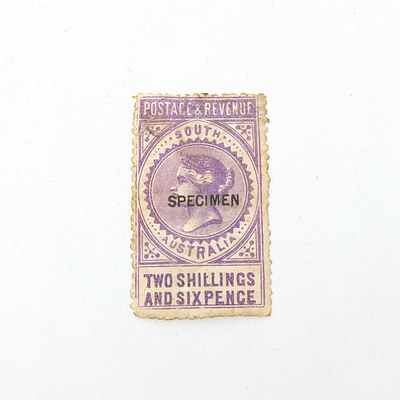 POSTAGE & REVENUE
SOUTH
SPECIMEN
AUSTRALIA
TWO SHILLINGS
AND SIXPENCE